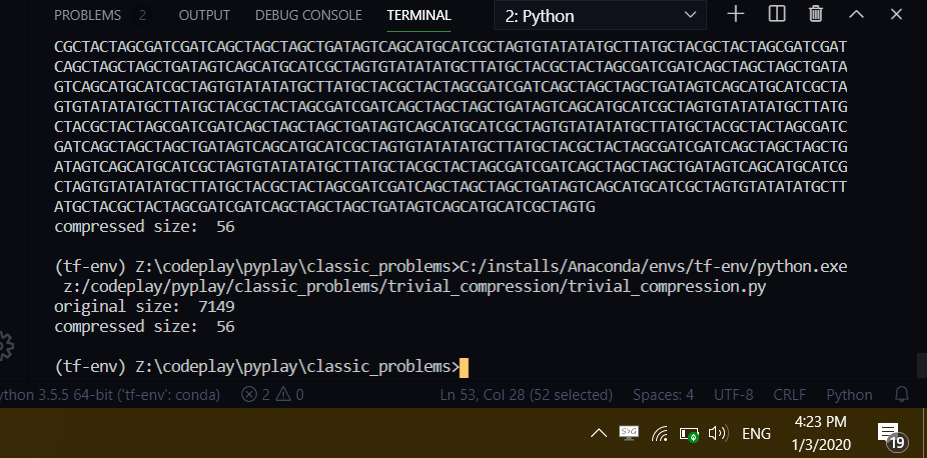 PROBLEMS 2 OUTPUT DEBUG CONSOLE TERMINAL 2: Python
CGCTACTAGCGATCGATCAGCTAGCTAGCTGATAGTCAGCATGCATCGCTAGTGTATATATGCTTATGCTACGCTACTAGCGATCGAT
CAGCTAGCTAGCTGATAGTCAGCATGCATCGCTAGTGTATATATGCTTATGCTACGCTACTAGCGATCGATCAGCTAGCTAGCTGATA
GTCAGCATGCATCGCTAGTGTATATATGCTTATGCTACGCTACTAGCGATCGATCAGCTAGCTAGCTGATAGTCAGCATGCATCGCTA
GTGTATATATGCTTATGCTACGCTACTAGCGATCGATCAGCTAGCTAGCTGATAGTCAGCATGCATCGCTAGTGTATATATGCTTATG
CTACGCTACTAGCGATCGATCAGCTAGCTAGCTGATAGTCAGCATGCATCGCTAGTGTATATATGCTTATGCTACGCTACTAGCGATC
GATCAGCTAGCTAGCTGATAGTCAGCATGCATCGCTAGTGTATATATGCTTATGCTACGCTACTAGCGATCGATCAGCTAGCTAGCTG
ATAGTCAGCATGCATCGCTAGTGTATATATGCTTATGCTACGCTACTAGCGATCGATCAGCTAGCTAGCTGATAGTCAGCATGCATCG
CTAGTGTATATATGCTTATGCTACGCTACTAGCGATCGATCAGCTAGCTAGCTGATAGTCAGCATGCATCGCTAGTGTATATATGCTT
ATGCTACGCTACTAGCGATCGATCAGCTAGCTAGCTGATAGTCAGCATGCATCGCTAGTG
compressed size:  56
(tf-env) Z:\codeplay\pyplay\classic_problems>C:/installs/Anaconda/envs/tf-env/python.exe
z:/codeplay/pyplay/classic_problems/trivial_compression/trivial_compression.py
original size:  7149
compressed size:  56
(tf-env) Z:\codeplay\pyplay\classic_problems>
ython 3.5.5 64-bit ('tf-env': conda) 2 0 Ln 53, Col 28 (52 selected) Spaces: 4 UTF-8 CRLF Python
ENG 4:23 PM
1/3/2020 19